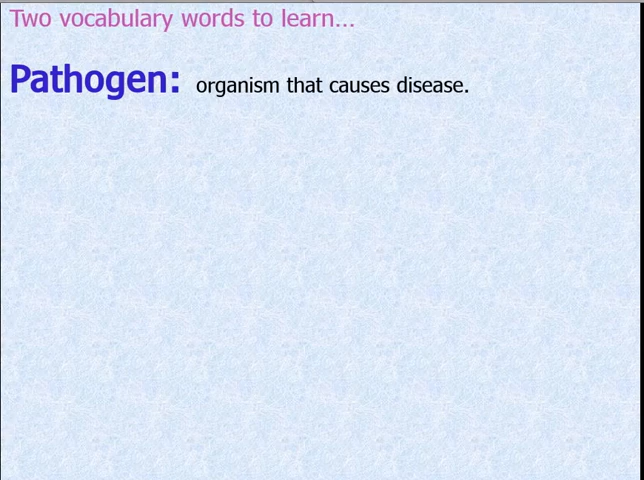 Two vocabulary words to learn...
Pathogen: organism that causes disease.